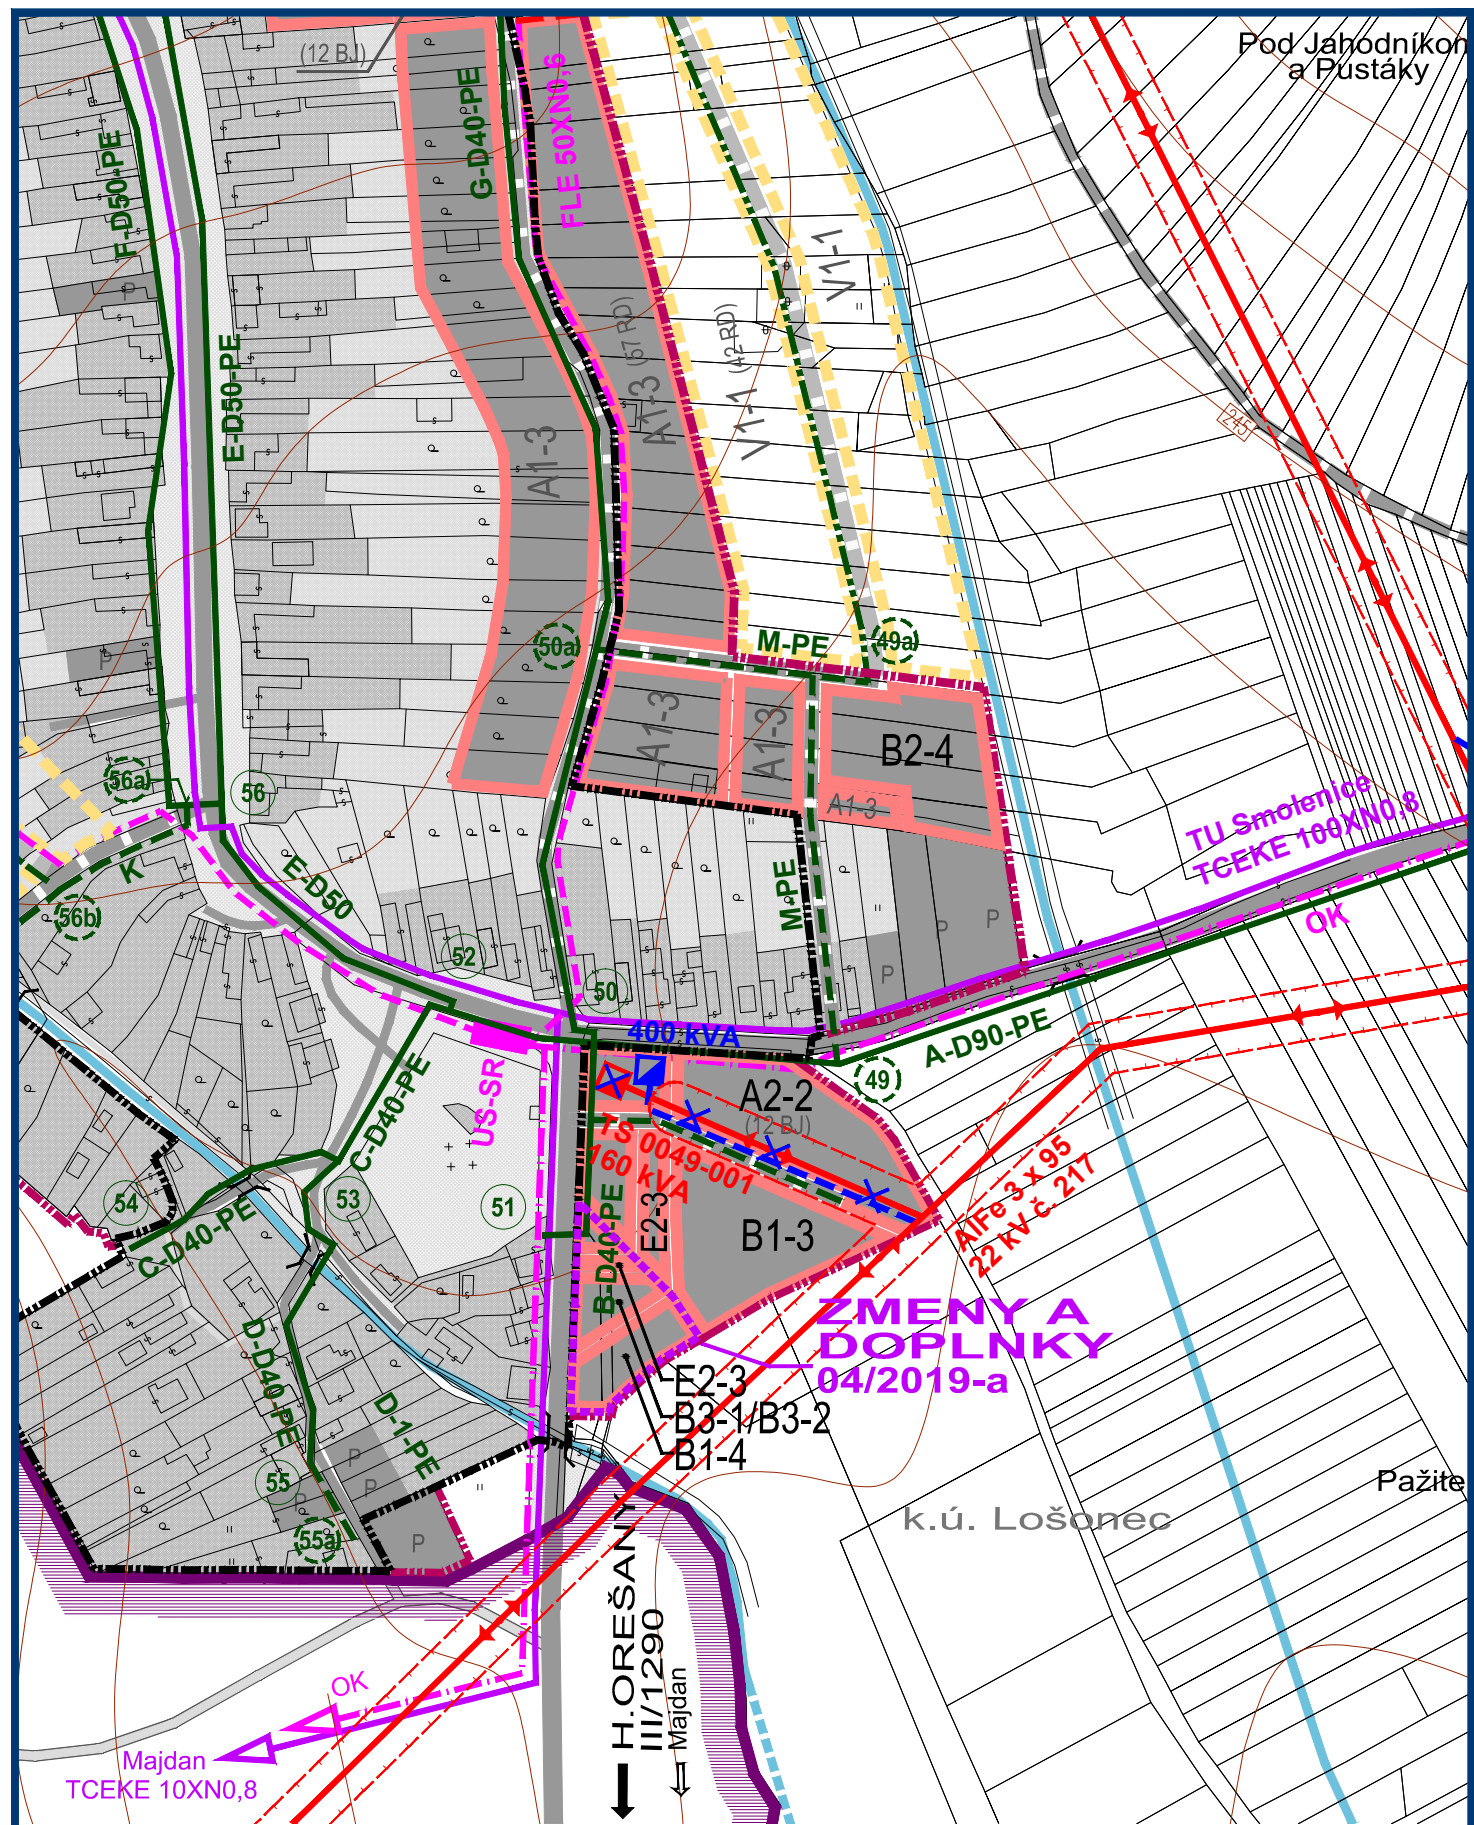 Pod Jahodníkon
a Pustáky
(12 BJ)
F-D50-PE
G-D40-PE
FLE 50XN0,6
E-D50-PE
A1-3
A1-3 (57 RD)
V1-1 (42 RD)
V1-1
245
P
P
50a
M-PE
49a
A1-3
A1-3
B2-4
A1-3
56a
56
56b
K
E-D50
52
50
M-PE
P
P
P
TU Smolenice
TCEKE 100XN0,8
OK
A-D90-PE
49
400 kVA
ÚS-SR
C-D40-PE
A2-2
(12 BJ)
TS 0049-001
160 kVA
E2-3
B1-3
B-D40-PE
AlFe 3 x 95
22 kV č. 217
54
53
51
C-D40-PE
D-D40-PE
D-1-PE
ZMENY A
DOPLNKY
04/2019-a
E2-3
B3-1/B3-2
B1-4
55
55a
P
P
P
P
k.ú. Lošonec
Pažite
H.OREŠANY
III/1290
Majdan
OK
Majdan
TCEKE 10XN0,8